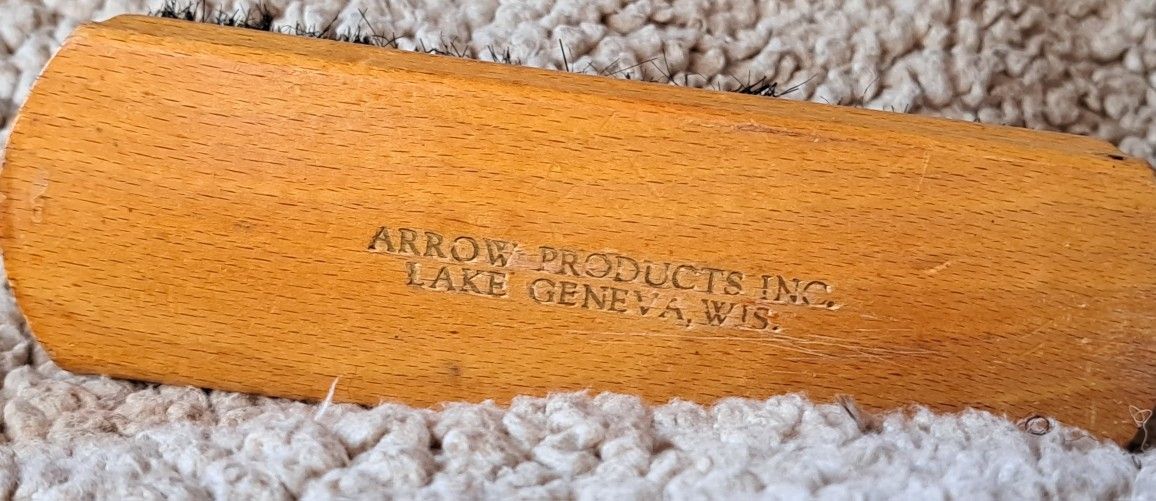 ARROW PRODUCTS INC.
LAKE GENEVA, WIS.